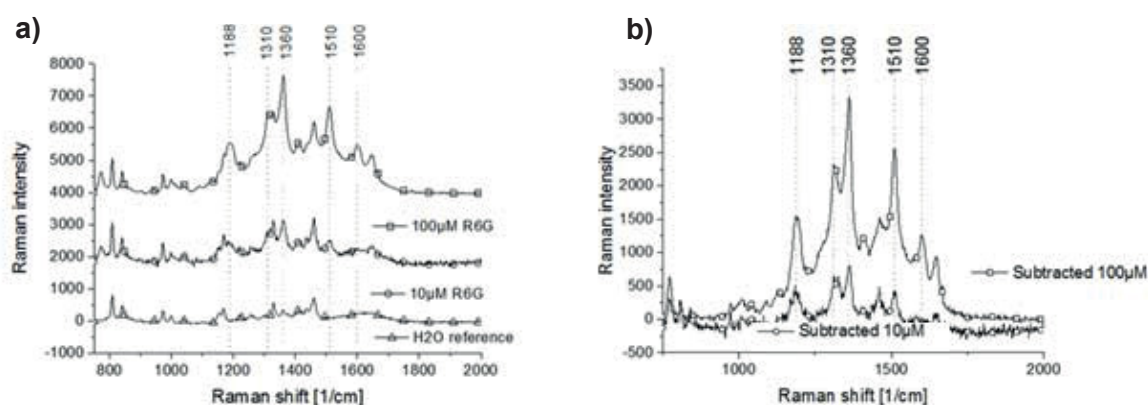 a)
1188
1310
1360
1510
1600
8000
7000
6000
5000
4000
3000
2000
1000
0
-1000
Raman intensity
100µM R6G
10µM R6G
H2O reference
800 1000 1200 1400 1600 1800 2000
Raman shift [1/cm]
b)
1188
1310
1360
1510
1600
3500
3000
2500
2000
1500
1000
500
0
-500
Raman intensity
Subtracted 100µM
Subtracted 10µM
1000 1500 2000
Raman shift [1/cm]